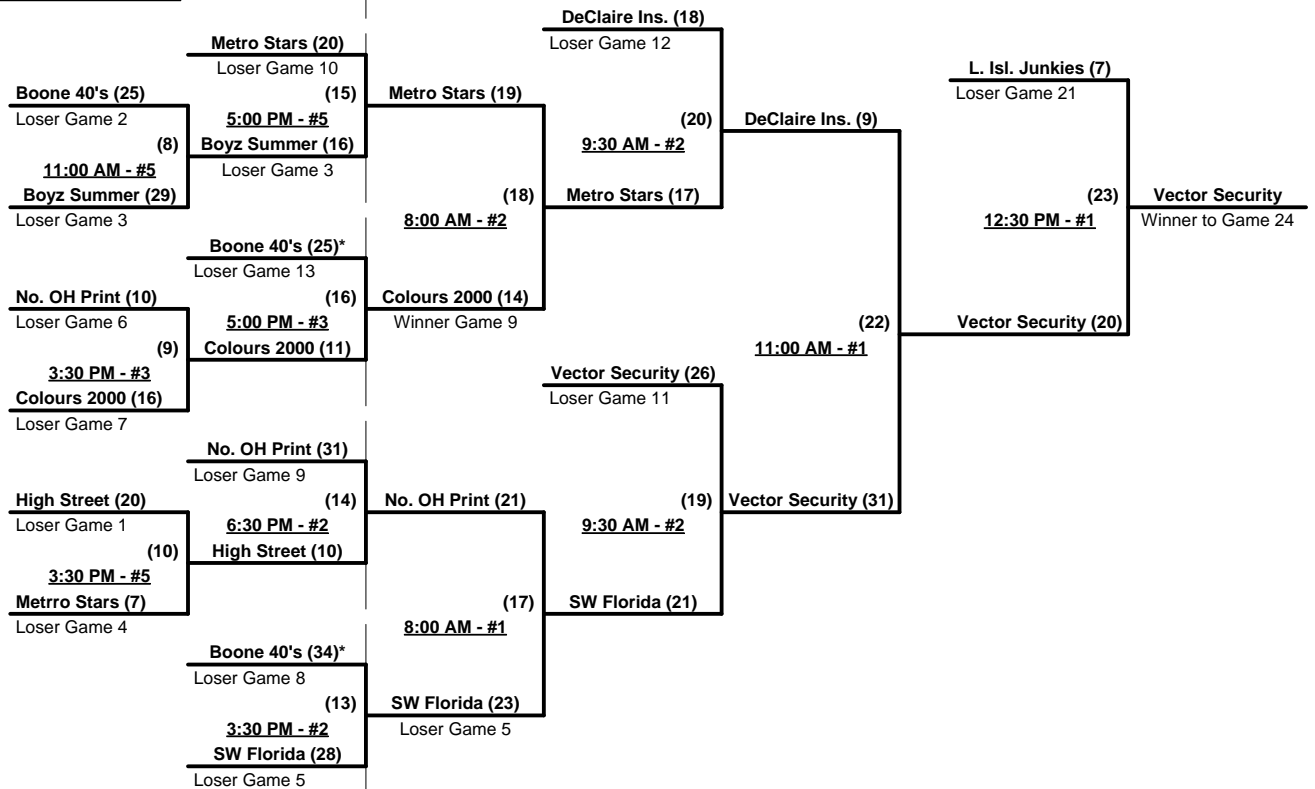 DeClaire Ins. (18)
Loser Game 12
Metro Stars (20)
Loser Game 10
L. Isl. Junkies (7)
Loser Game 21
Boone 40's (25)
Loser Game 2
(15)
5:00 PM - #5
Metro Stars (19)
(20)
9:30 AM - #2
DeClaire Ins. (9)
(8)
11:00 AM - #5
Boyz Summer (16)
Loser Game 3
Boyz Summer (29)
Loser Game 3
(18)
8:00 AM - #2
Metro Stars (17)
(23)
12:30 PM - #1
Vector Security
Winner to Game 24
Boone 40's (25)*
Loser Game 13
No. OH Print (10)
Loser Game 6
(16)
5:00 PM - #3
Colours 2000 (14)
Winner Game 9
(22)
11:00 AM - #1
Vector Security (20)
(9)
3:30 PM - #3
Colours 2000 (11)
Colours 2000 (16)
Loser Game 7
Vector Security (26)
Loser Game 11
No. OH Print (31)
Loser Game 9
High Street (20)
Loser Game 1
(14)
6:30 PM - #2
No. OH Print (21)
(19)
9:30 AM - #2
Vector Security (31)
(10)
3:30 PM - #5
High Street (10)
Metrro Stars (7)
Loser Game 4
(17)
8:00 AM - #1
SW Florida (21)
Boone 40's (34)*
Loser Game 8
(13)
3:30 PM - #2
SW Florida (23)
Loser Game 5
SW Florida (28)
Loser Game 5